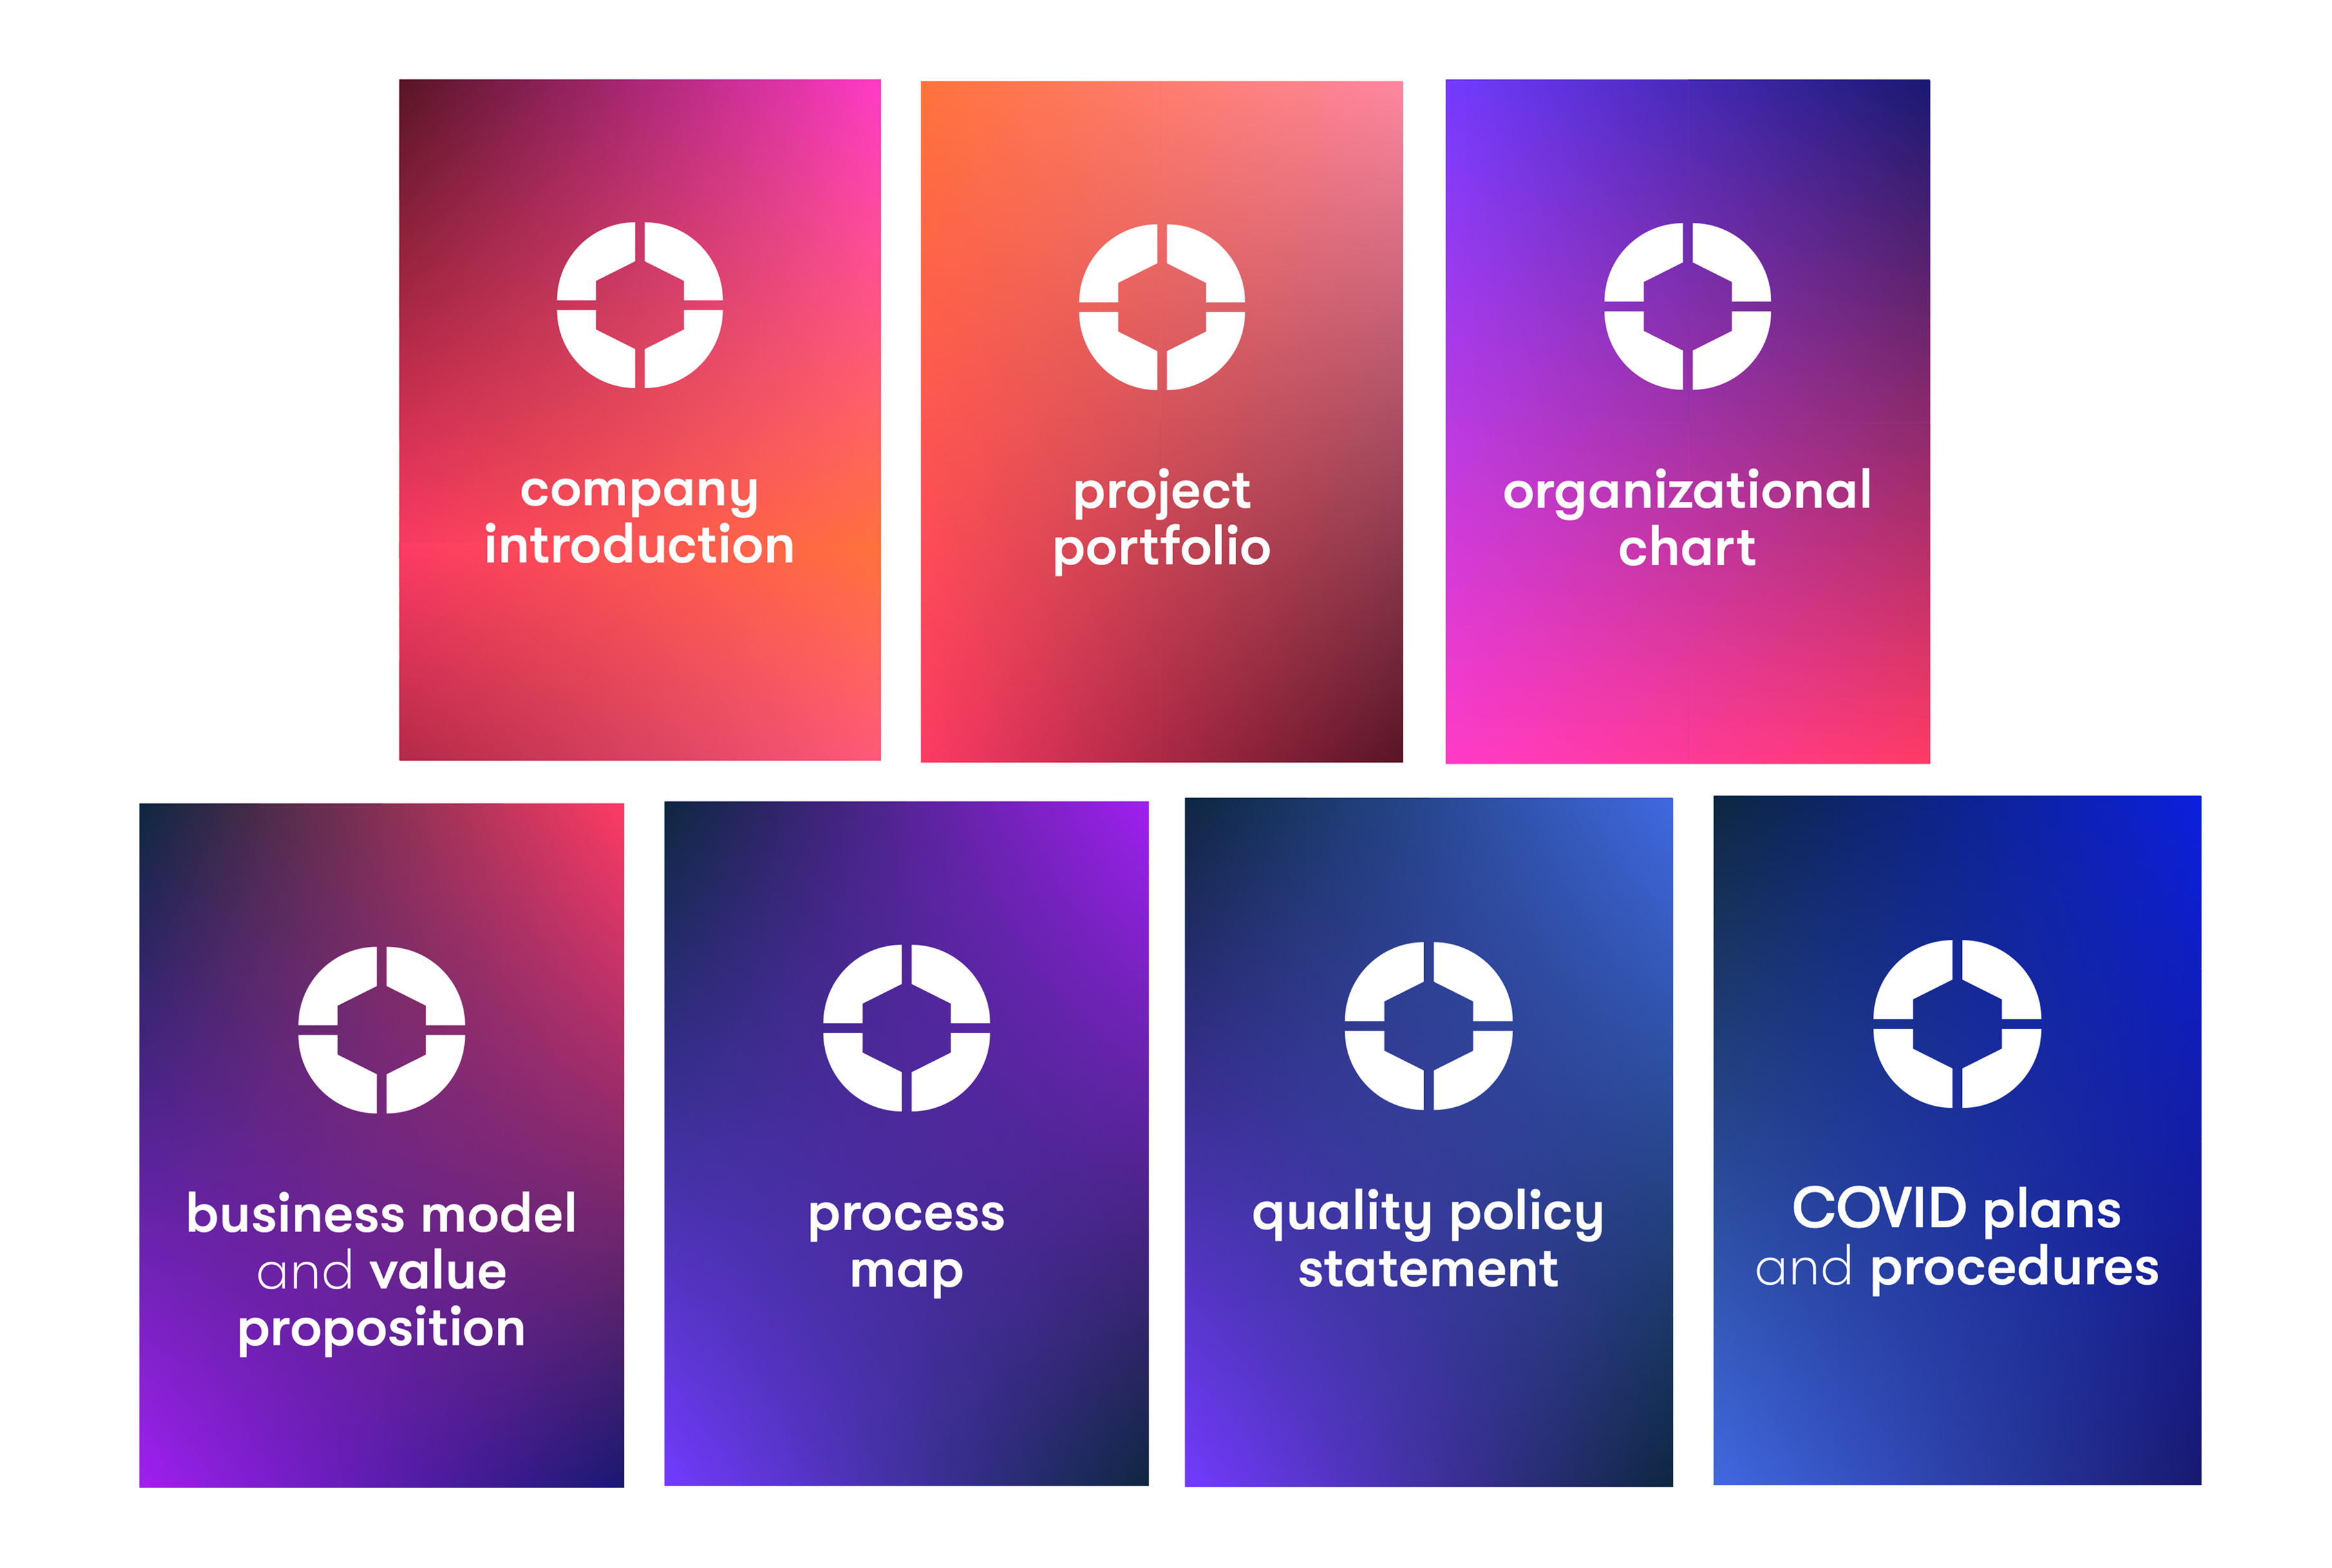 company
introduction
project
portfolio
organizational
chart
business model
and value
proposition
process
map
quality policy
statement
COVID plans
and procedures